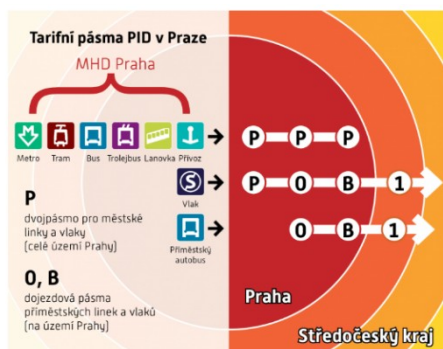 Tarifní pásma PID v Praze
MHD Praha
Metro Tram Bus Trolejbus Lanovka Přívoz
P P P
S
Vlak
P 0 B 1
Příměstský
autobus
0 B 1
P
dvojpásmo pro městské
linky a vlaky
(celé území Prahy)
0, B
dojezdová pásma
příměstských linek a vlaků
(na území Prahy)
Praha
Středočeský kraj